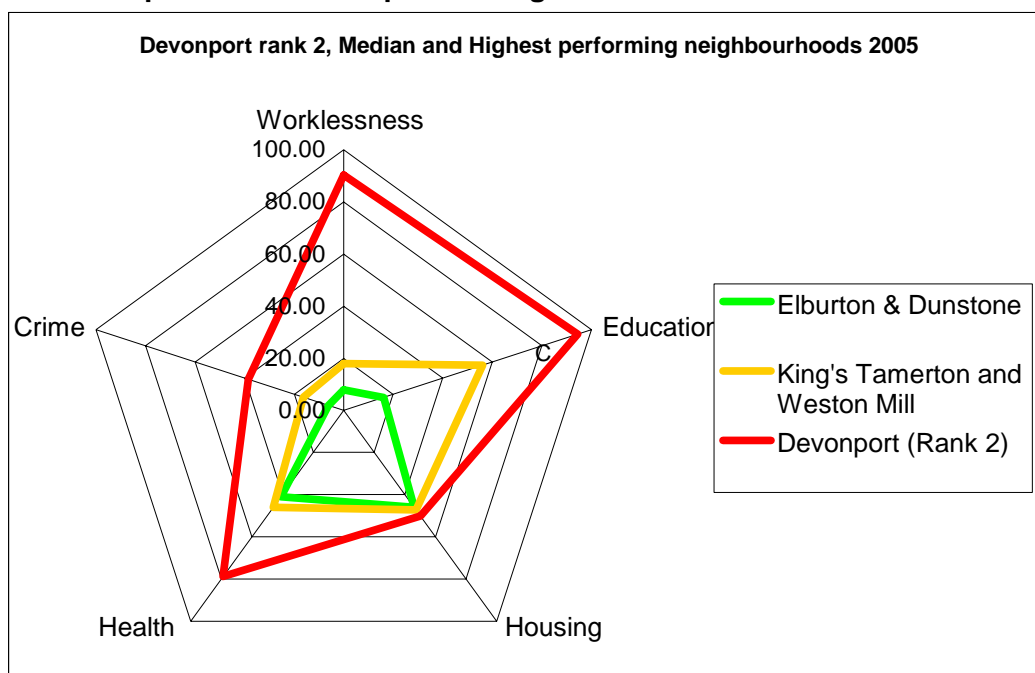 Devonport rank 2, Median and Highest performing neighbourhoods 2005
Worklessness
100.00
80.00
60.00
40.00
20.00
0.00
Crime
Education
C
Health
Housing
Elburton & Dunstone
King's Tamerton and
Weston Mill
Devonport (Rank 2)